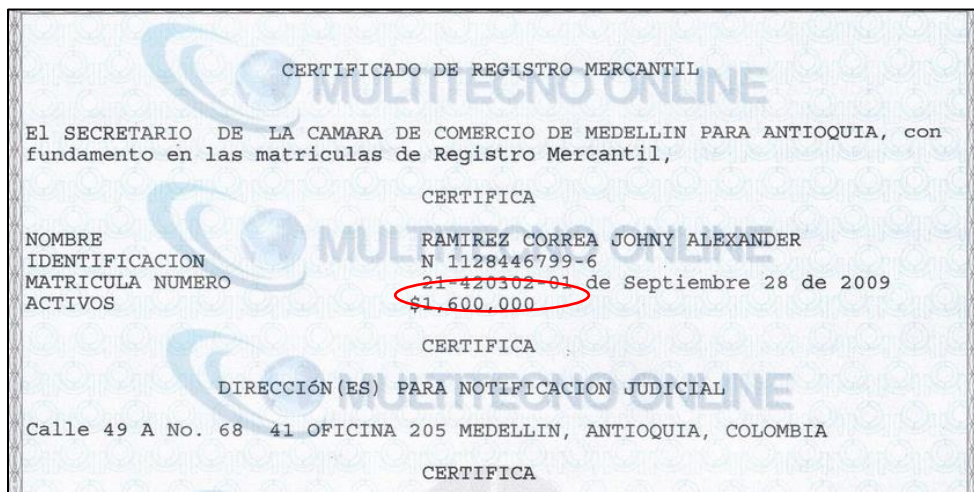 CERTIFICADO DE REGISTRO MERCANTIL
MULTITECNO ONLINE
El SECRETARIO DE LA CAMARA DE COMERCIO DE MEDELLIN PARA ANTIOQUIA, con
fundamento en las matriculas de Registro Mercantil,
CERTIFICA
MULTITECNO ONLINE
NOMBRE RAMIREZ CORREA JOHNY ALEXANDER
IDENTIFICACION N 1128446799-6
MATRICULA NUMERO 21-420302-01 de Septiembre 28 de 2009
ACTIVOS $1,600,000
CERTIFICA
DIRECCIóN(ES) PARA NOTIFICACION JUDICIAL
MULTITECNO ONLINE
Calle 49 A No. 68 41 OFICINA 205 MEDELLIN, ANTIOQUIA, COLOMBIA
CERTIFICA